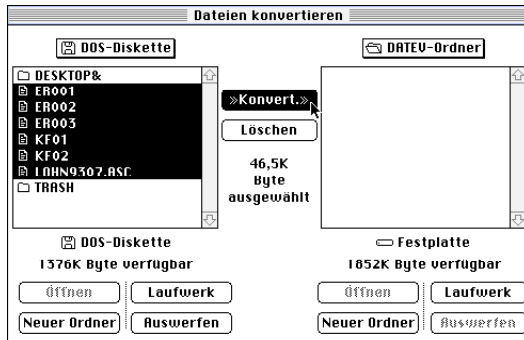 Dateien konvertieren
DOS-Diskette
DATEV-Ordner
DESKTOP&
ER001
ER002
ER003
KF01
KF02
LOHN9307.ASC
TRASH
»Konvert.»
Löschen
46,5K
Byte
ausgewählt
DOS-Diskette
1376K Byte verfügbar
Öffnen
Laufwerk
Neuer Ordner
Auswerfen
Festplatte
1852K Byte verfügbar
Öffnen
Laufwerk
Neuer Ordner
Auswerfen